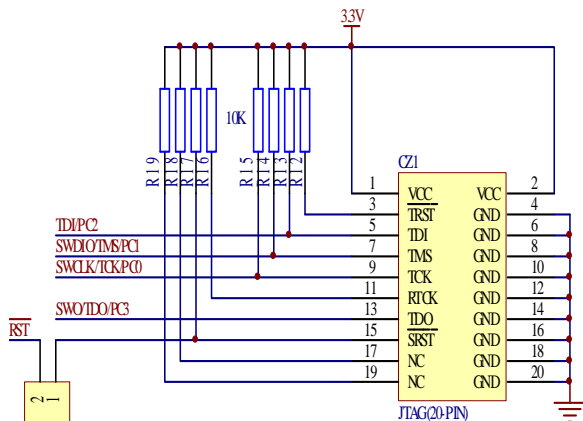 3.3V
10K
R19
R18
R17
R16
R15
R14
R13
R12
CZ1
1 VCC VCC 2
3 TRST GND 4
TDI/PC2 5 TDI GND 6
SWDIO/TMS/PC1 7 TMS GND 8
SWCLK/TCK/PC0 9 TCK GND 10
11 RTCK GND 12
SWO/TDO/PC3 13 TDO GND 14
RST 15 SRST GND 16
17 NC GND 18
19 NC GND 20
2 1
JTAG(20-PIN)